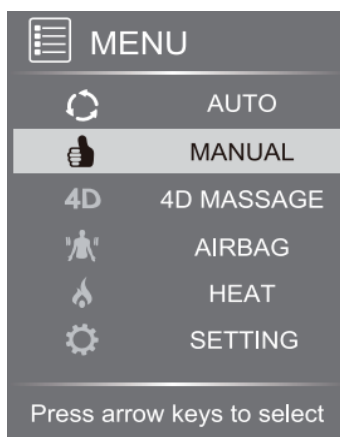 MENU
AUTO
MANUAL
4D 4D MASSAGE
AIRBAG
HEAT
SETTING
Press arrow keys to select